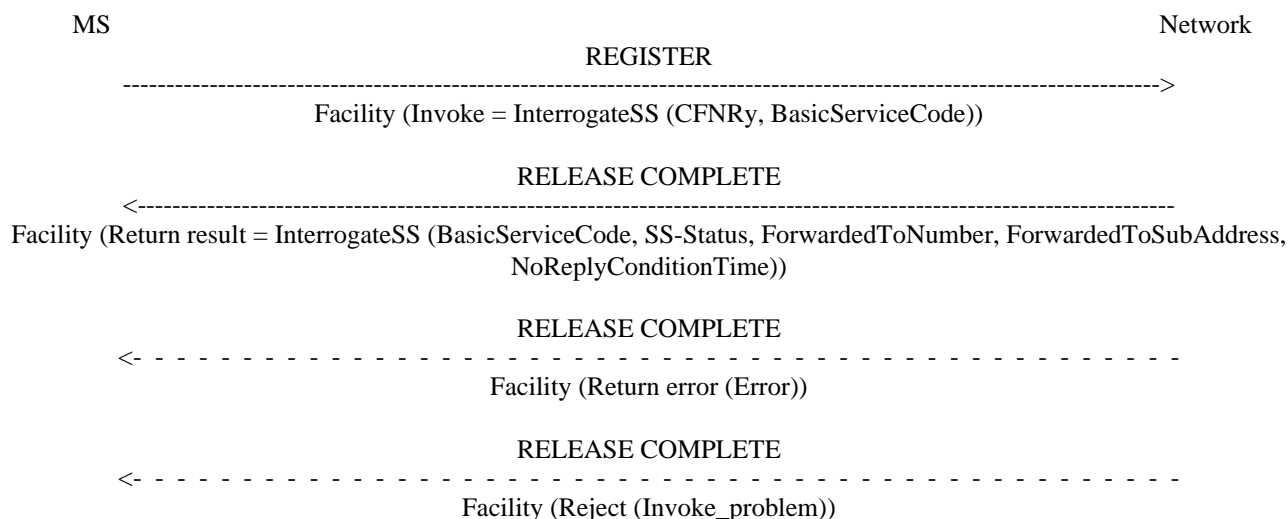 MS Network
REGISTER
------------------------------------------------------------------------------------------------------------------------>
Facility (Invoke = InterrogateSS (CFNRy, BasicServiceCode))
RELEASE COMPLETE
<------------------------------------------------------------------------------------------------------------------------
Facility (Return result = InterrogateSS (BasicServiceCode, SS-Status, ForwardedToNumber, ForwardedToSubAddress,
NoReplyConditionTime))
RELEASE COMPLETE
<- - - - - - - - - - - - - - - - - - - - - - - - - - - - - - - - - - - - - - - - - - - - - - - - -
Facility (Return error (Error))
RELEASE COMPLETE
<- - - - - - - - - - - - - - - - - - - - - - - - - - - - - - - - - - - - - - - - - - - - - - - - -
Facility (Reject (Invoke_problem))